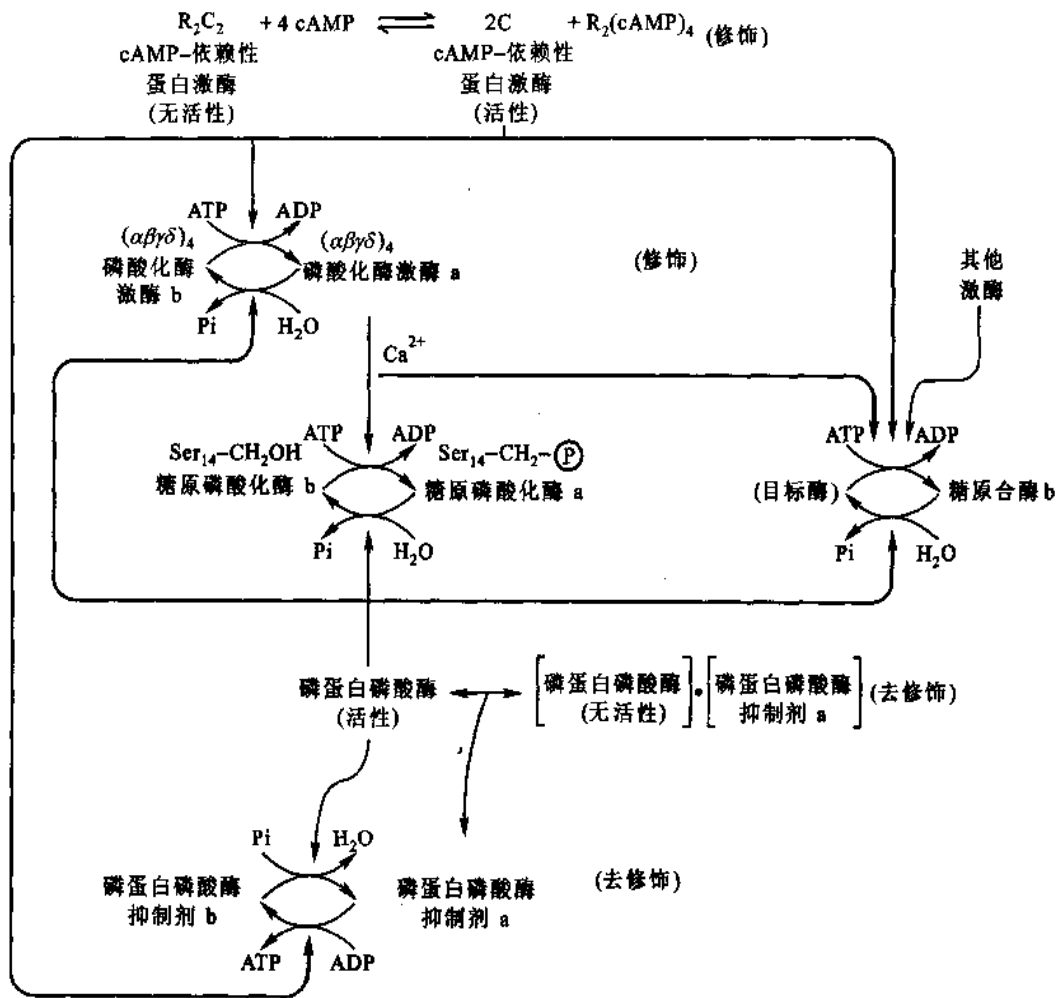 R₂C₂ + 4 cAMP ⇌ 2C + R₂(cAMP)₄ (修饰)
cAMP-依赖性 cAMP-依赖性
蛋白激酶 蛋白激酶
(无活性) (活性)
ATP ADP
(αβγδ)₄ (αβγδ)₄
磷酸化酶 磷酸化酶激酶 a
激酶 b
Pi H₂O
(修饰)
其他
激酶
Ca²⁺
ATP ADP
Ser₁₄-CH₂OH Ser₁₄-CH₂-Ⓟ
糖原磷酸化酶 b 糖原磷酸化酶 a
Pi H₂O
ATP ADP
(目标酶) 糖原合酶 b
Pi H₂O
磷蛋白磷酸酶
(活性)
[磷蛋白磷酸酶]·[磷蛋白磷酸酶] (去修饰)
(无活性) 抑制剂 a
Pi H₂O
磷蛋白磷酸酶 磷蛋白磷酸酶
抑制剂 b 抑制剂 a
(去修饰)
ATP ADP